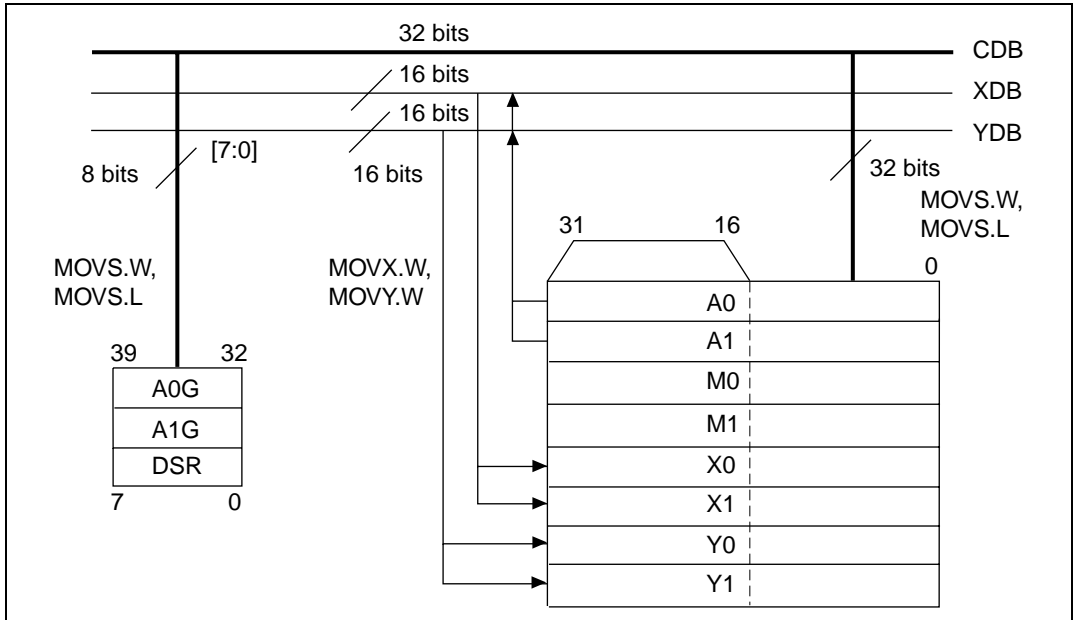 32 bits
CDB
16 bits
XDB
16 bits
YDB
[7:0]
8 bits
16 bits
32 bits
MOVS.W,
MOVS.L
31
16
0
MOVS.W,
MOVS.L
MOVX.W,
MOVY.W
39
32
A0G
A1G
DSR
7
0
A0
A1
M0
M1
X0
X1
Y0
Y1